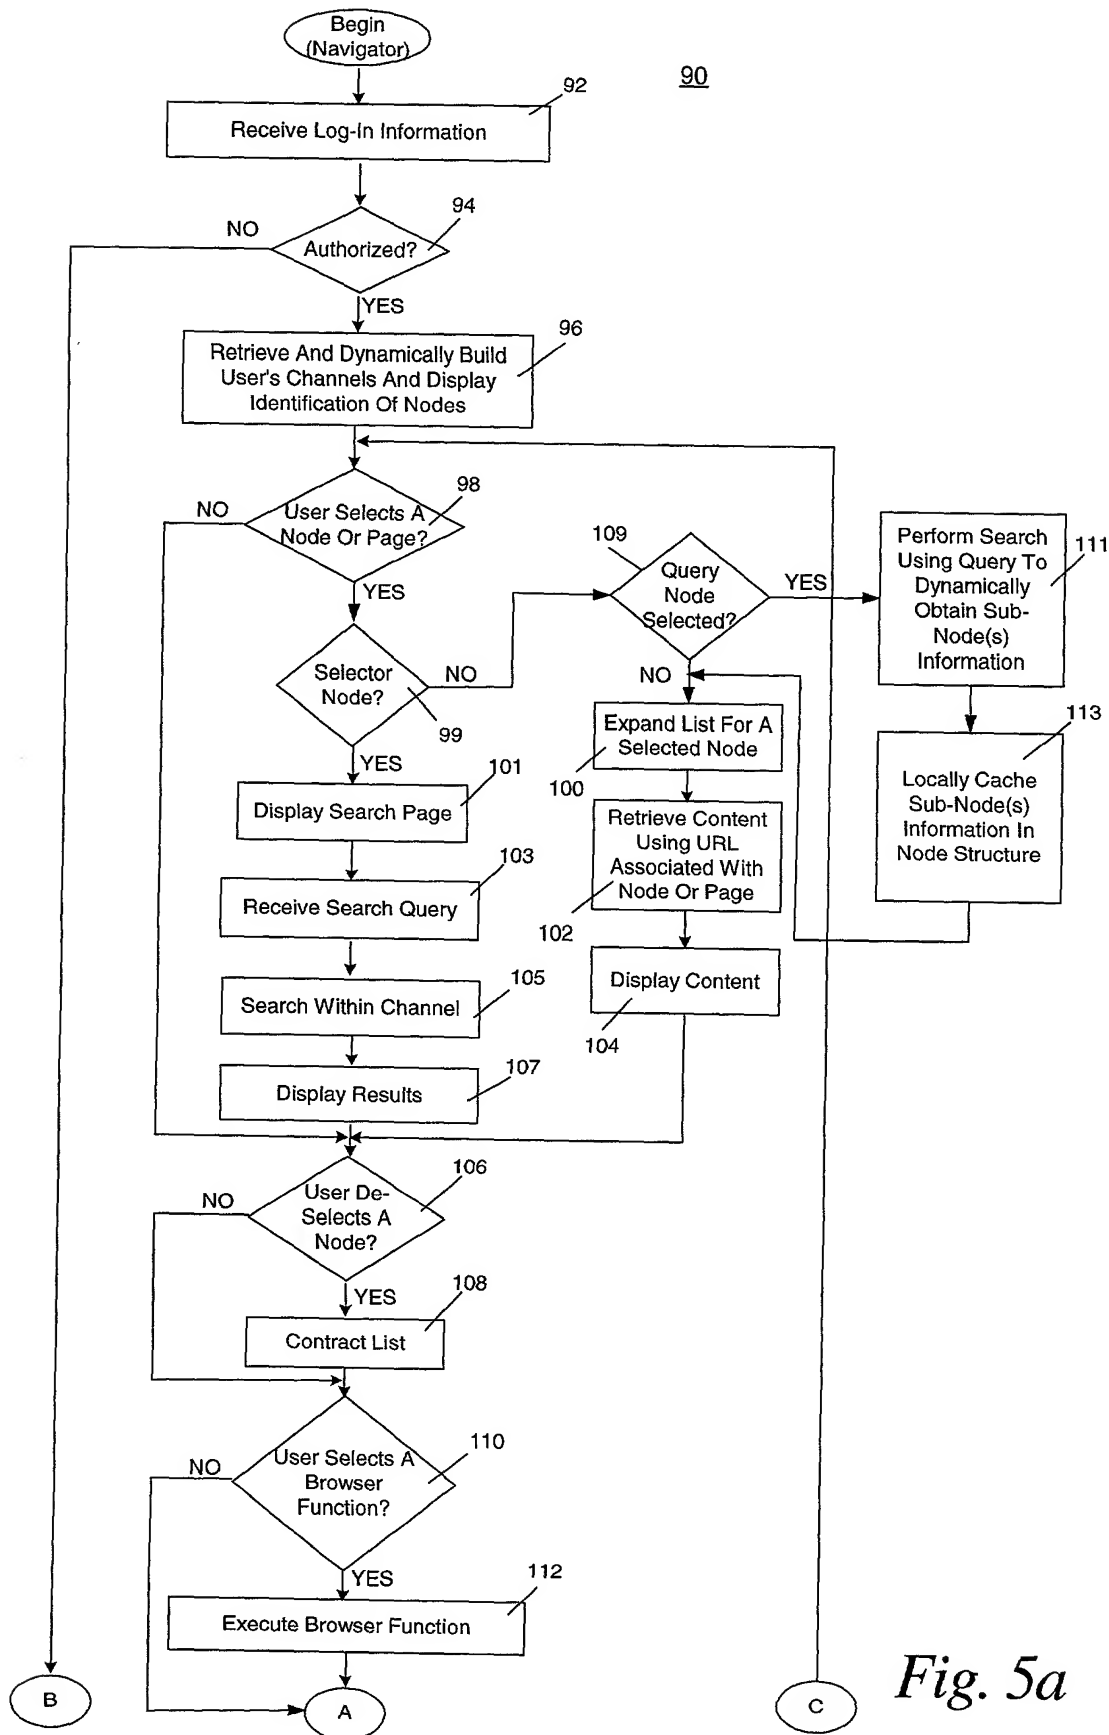 Begin
(Navigator)
90
92
Receive Log-In Information
94
NO
Authorized?
YES
96
Retrieve And Dynamically Build
User's Channels And Display
Identification Of Nodes
98
NO
User Selects A
Node Or Page?
YES
109
Query
Node
Selected?
YES
NO
Perform Search
Using Query To
Dynamically
Obtain Sub-
Node(s)
Information
111
Selector
Node?
NO
99
YES
101
Display Search Page
Expand List For A
Selected Node
100
113
Locally Cache
Sub-Node(s)
Information In
Node Structure
103
Receive Search Query
Retrieve Content
Using URL
Associated With
Node Or Page
102
105
Search Within Channel
Display Content
104
107
Display Results
106
NO
User De-
Selects A
Node?
YES
108
Contract List
110
NO
User Selects A
Browser
Function?
YES
112
Execute Browser Function
B
A
C
Fig. 5a